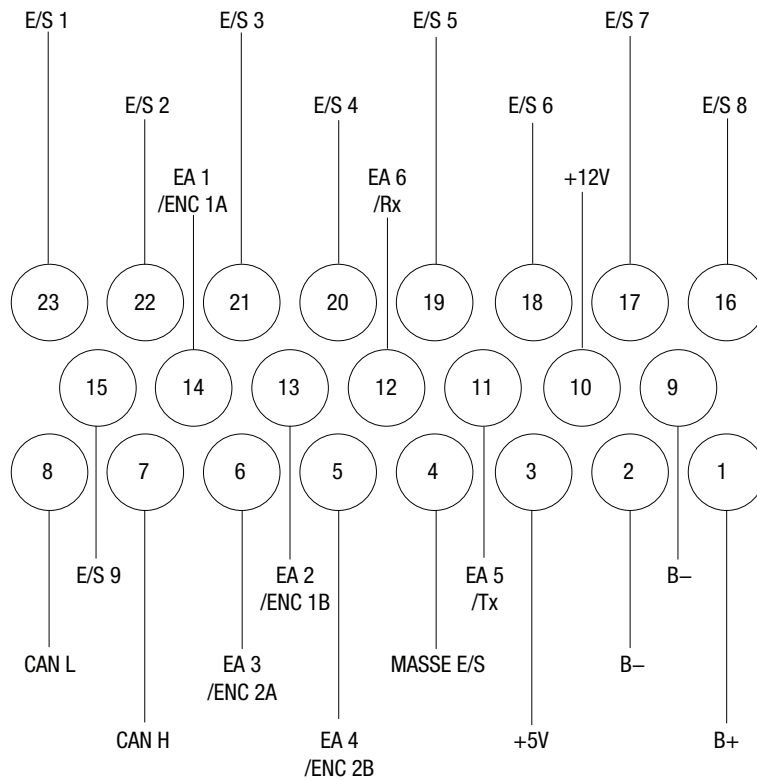 E/S 1
E/S 3
E/S 5
E/S 7
E/S 2
E/S 4
E/S 6
E/S 8
EA 1
/ENC 1A
EA 6
/Rx
+12V
23
22
21
20
19
18
17
16
15
14
13
12
11
10
9
8
7
6
5
4
3
2
1
E/S 9
EA 2
/ENC 1B
EA 5
/Tx
B–
CAN L
EA 3
/ENC 2A
MASSE E/S
B–
CAN H
EA 4
/ENC 2B
+5V
B+